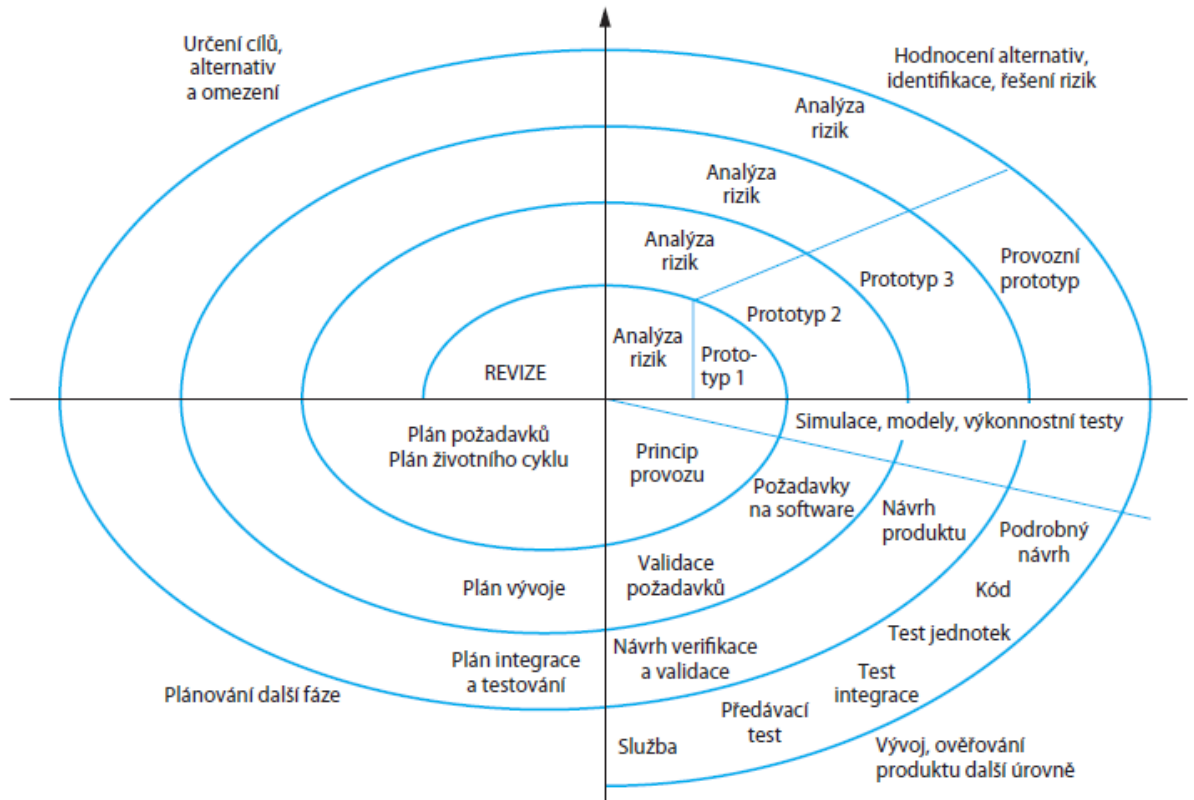 Určení cílů,
alternativ
a omezení
Hodnocení alternativ,
identifikace, řešení rizik
Analýza
rizik
Analýza
rizik
Analýza
rizik
Provozní
prototyp
Prototyp 3
Prototyp 2
Analýza
rizik
Proto-
typ 1
REVIZE
Simulace, modely, výkonnostní testy
Plán požadavků
Plán životního cyklu
Princip
provozu
Požadavky
na software
Návrh
produktu
Podrobný
návrh
Validace
požadavků
Plán vývoje
Kód
Test jednotek
Návrh verifikace
a validace
Plán integrace
a testování
Test
integrace
Plánování další fáze
Předávací
test
Služba
Vývoj, ověřování
produktu další úrovně